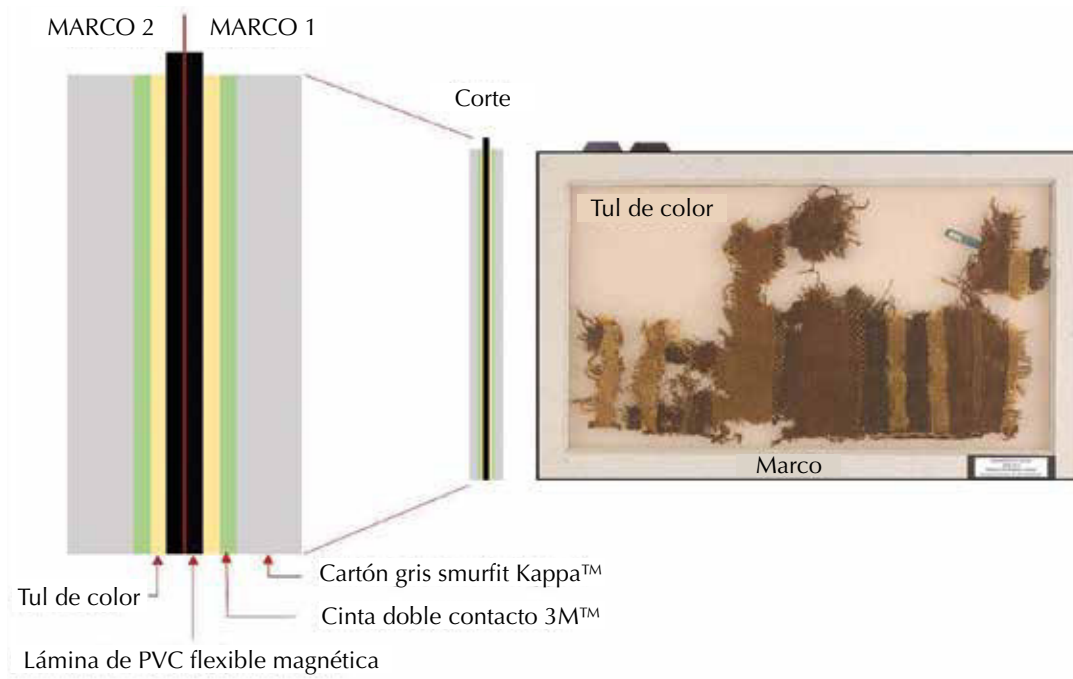 MARCO 2
MARCO 1
Corte
Tul de color
Marco
Cartón gris smurfit Kappa™
Tul de color
Cinta doble contacto 3M™
Lámina de PVC flexible magnética